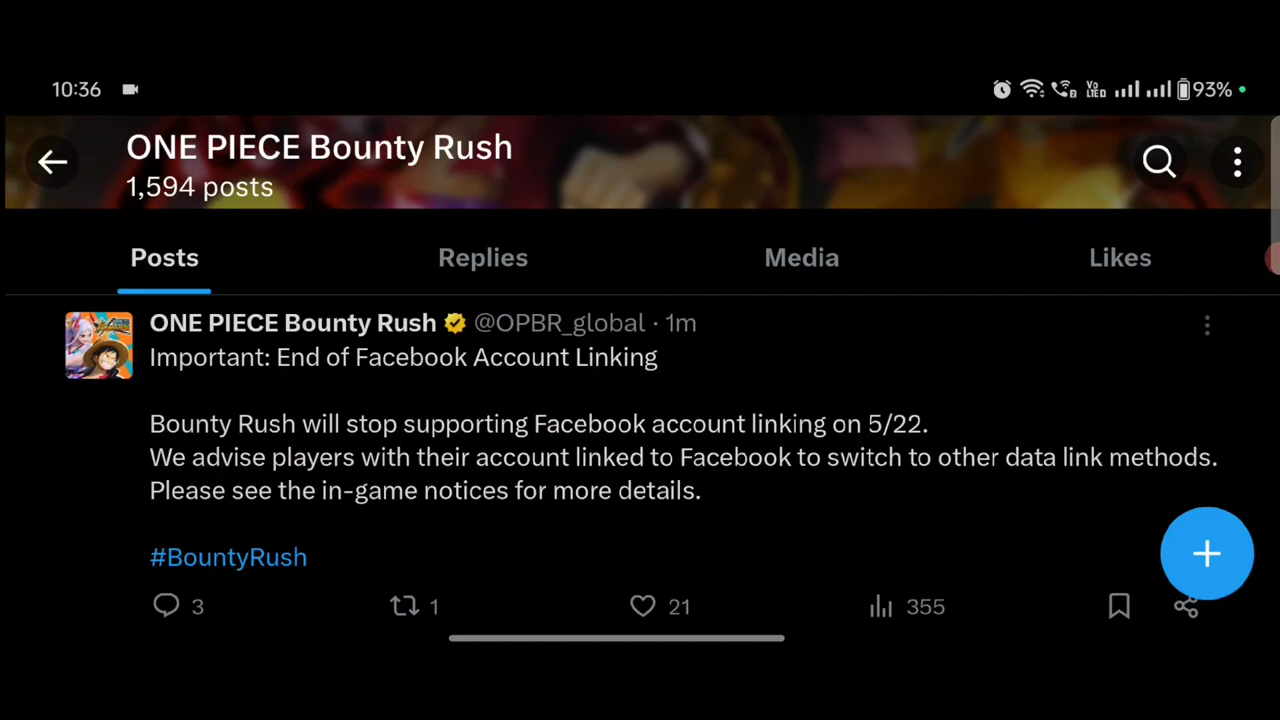 10:36
Vo
LTE D
93%
ONE PIECE Bounty Rush
1,594 posts
Posts
Replies
Media
Likes
ONE PIECE Bounty Rush @OPBR_global · 1m
Important: End of Facebook Account Linking
Bounty Rush will stop supporting Facebook account linking on 5/22.
We advise players with their account linked to Facebook to switch to other data link methods.
Please see the in-game notices for more details.
#BountyRush
3
1
21
355